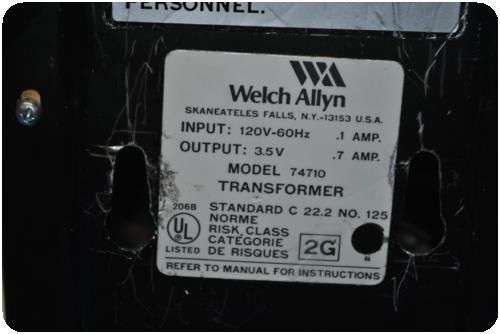 PERSONNEL.
WA
Welch Allyn
SKANEATELES FALLS, N.Y.-13153 U.S.A.
INPUT: 120V-60Hz .1 AMP.
OUTPUT: 3.5V .7 AMP.
MODEL 74710
TRANSFORMER
206B STANDARD C 22.2 NO. 125
NORME
UL RISK CLASS
CATÉGORIE 2G
LISTED DE RISQUES N
REFER TO MANUAL FOR INSTRUCTIONS